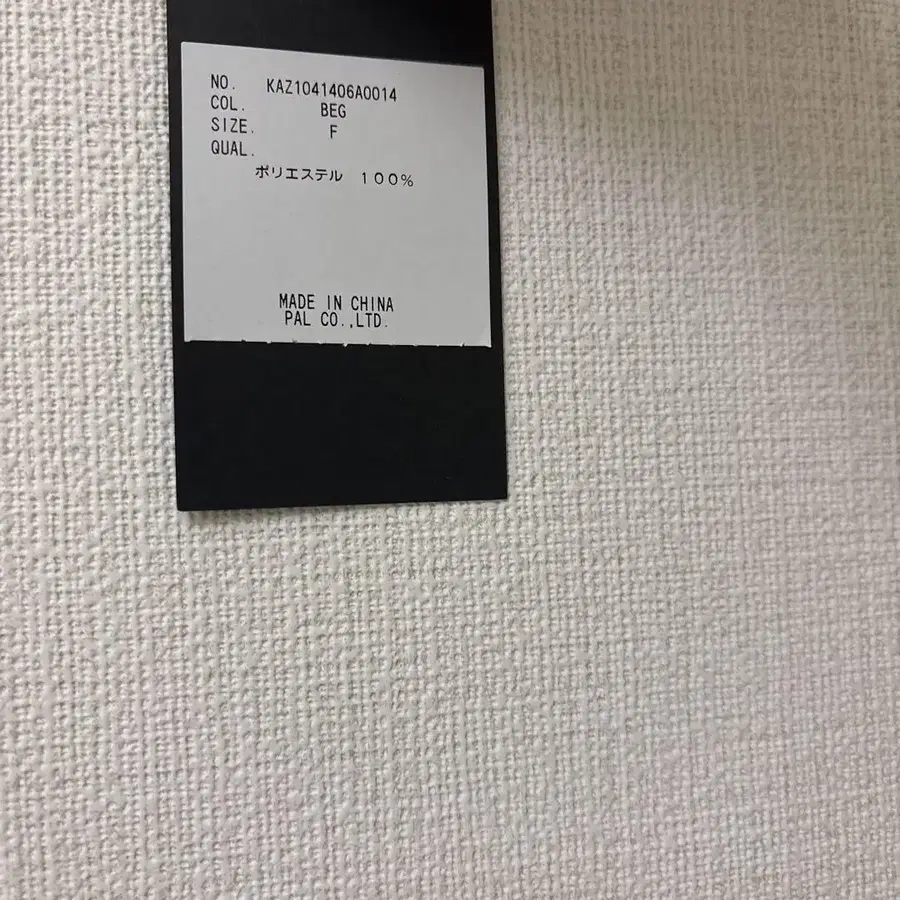 NO. KAZ1041406A0014
COL. BEG
SIZE. F
QUAL.
ポリエステル １００％
MADE IN CHINA
PAL CO.,LTD.